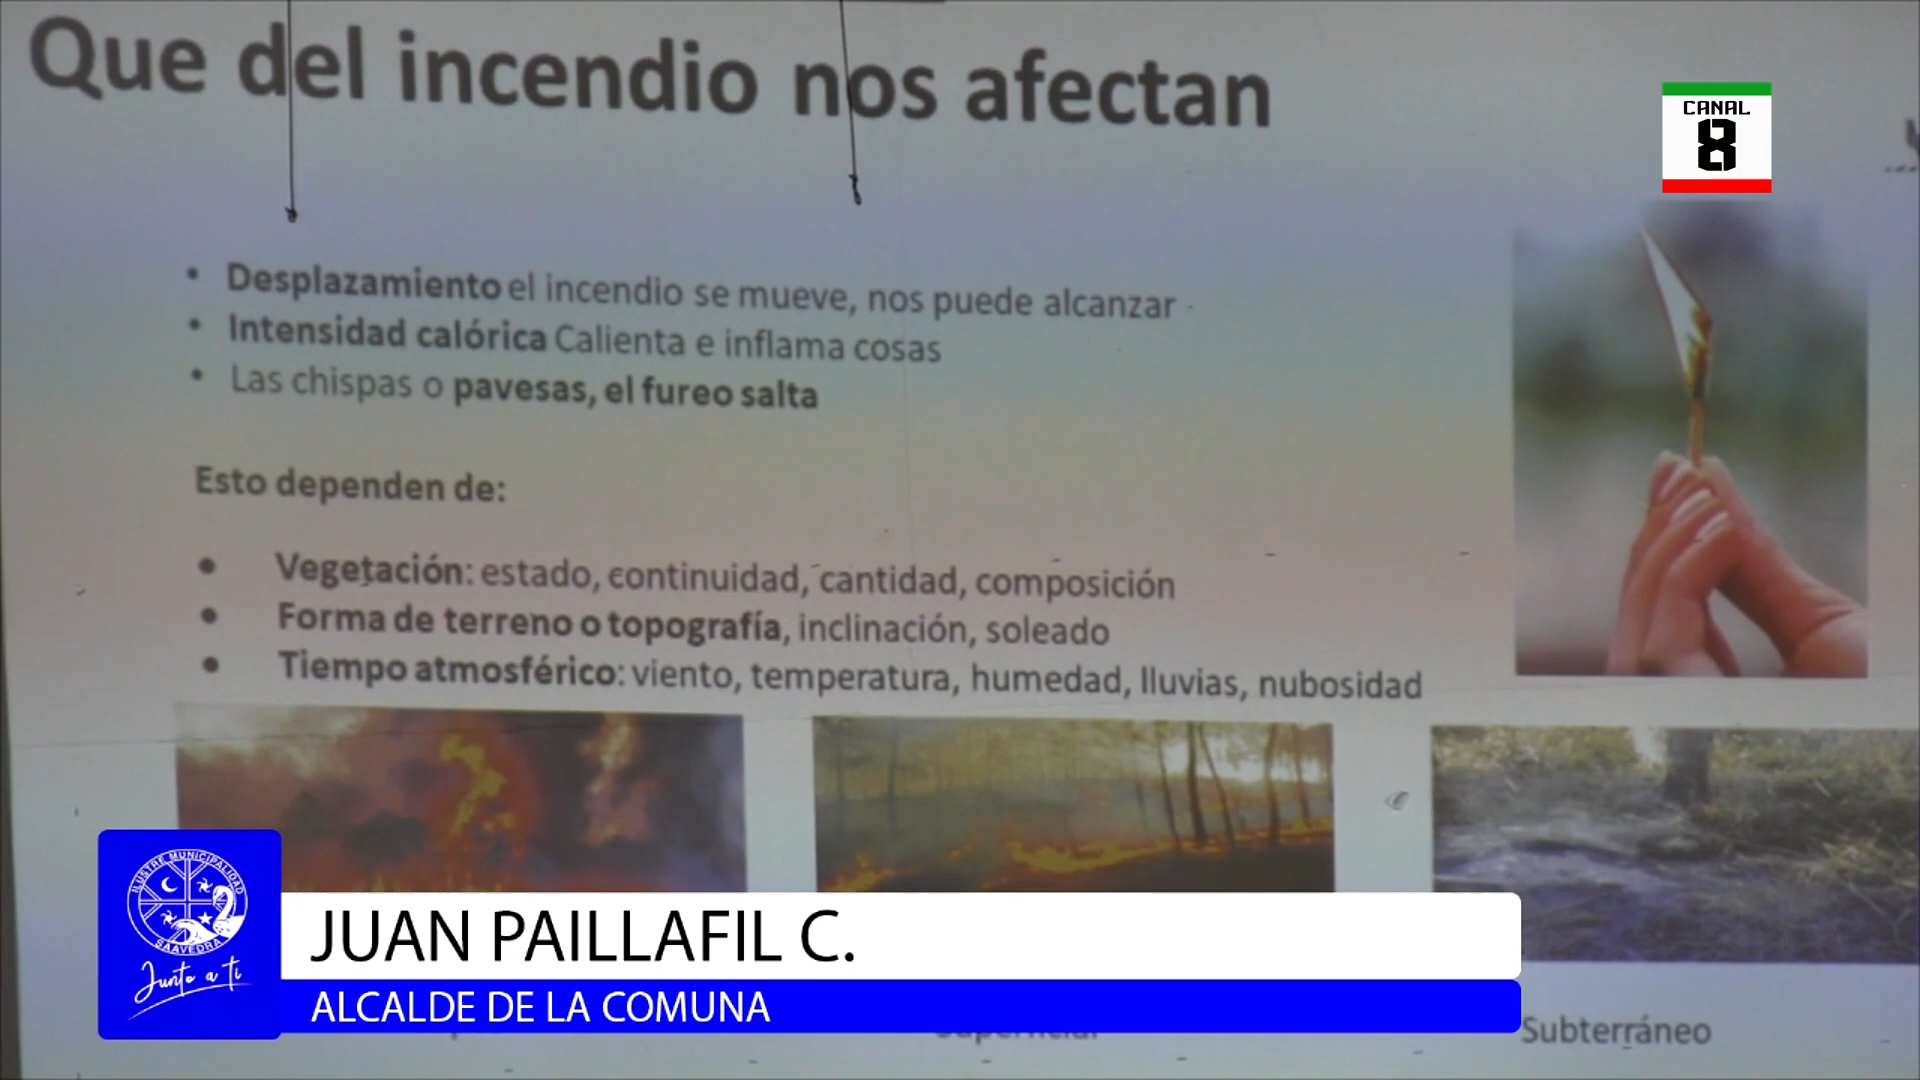 Que del incendio nos afectan
CANAL
8
• Desplazamiento el incendio se mueve, nos puede alcanzar
• Intensidad calórica Calienta e inflama cosas
• Las chispas o pavesas, el fureo salta
Esto dependen de:
• Vegetación: estado, continuidad, cantidad, composición
• Forma de terreno o topografía, inclinación, soleado
• Tiempo atmosférico: viento, temperatura, humedad, lluvias, nubosidad
ILUSTRE MUNICIPALIDAD
SAAVEDRA
Junto a ti
JUAN PAILLAFIL C.
ALCALDE DE LA COMUNA
Superficial
Subterráneo